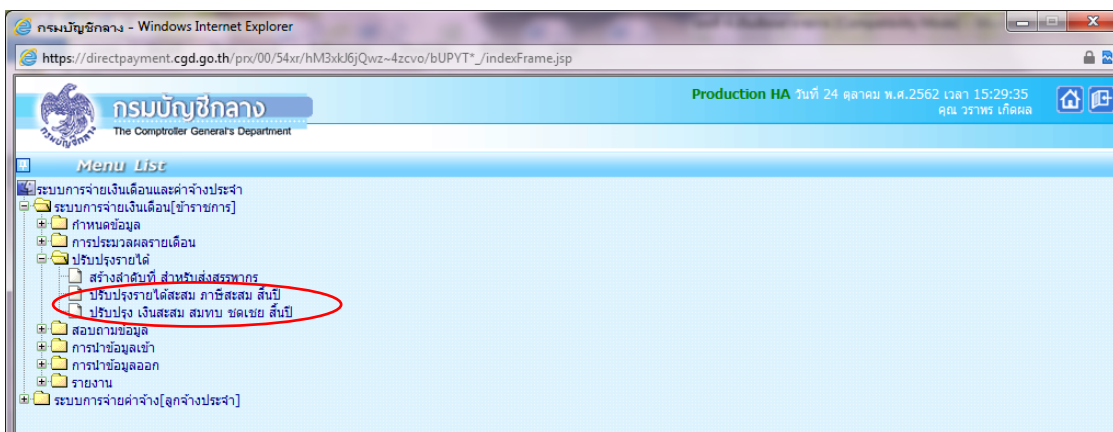 กรมบัญชีกลาง - Windows Internet Explorer
https://directpayment.cgd.go.th/prx/00/54xr/hM3xkJ6jQwz~4zcvo/bUPYT*_/indexFrame.jsp
กรมบัญชีกลาง
The Comptroller General's Department
Production HA วันที่ 24 ตุลาคม พ.ศ.2562 เวลา 15:29:35
คุณ วราพร เกิดผล
Menu List
ระบบการจ่ายเงินเดือนและค่าจ้างประจำ
ระบบการจ่ายเงินเดือน[ข้าราชการ]
กำหนดข้อมูล
การประมวลผลรายเดือน
ปรับปรุงรายได้
สร้างลำดับที่ สำหรับส่งสรรพากร
ปรับปรุงรายได้สะสม ภาษีสะสม สิ้นปี
ปรับปรุง เงินสะสม สมทบ ชดเชย สิ้นปี
สอบถามข้อมูล
การนำข้อมูลเข้า
การนำข้อมูลออก
รายงาน
ระบบการจ่ายค่าจ้าง[ลูกจ้างประจำ]